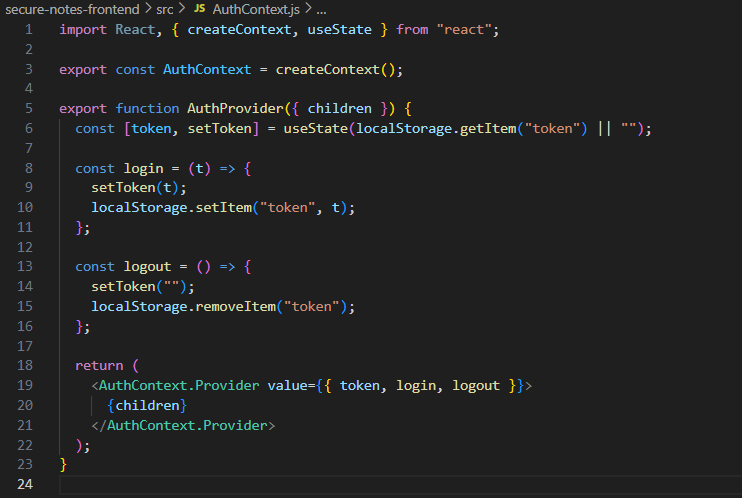 secure-notes-frontend > src > JS AuthContext.js > ...
1 import React, { createContext, useState } from "react";
2
3 export const AuthContext = createContext();
4
5 export function AuthProvider({ children }) {
6   const [token, setToken] = useState(localStorage.getItem("token") || "");
7
8   const login = (t) => {
9     setToken(t);
10     localStorage.setItem("token", t);
11   };
12
13   const logout = () => {
14     setToken("");
15     localStorage.removeItem("token");
16   };
17
18   return (
19     <AuthContext.Provider value={{ token, login, logout }}>
20       {children}
21     </AuthContext.Provider>
22   );
23 }
24